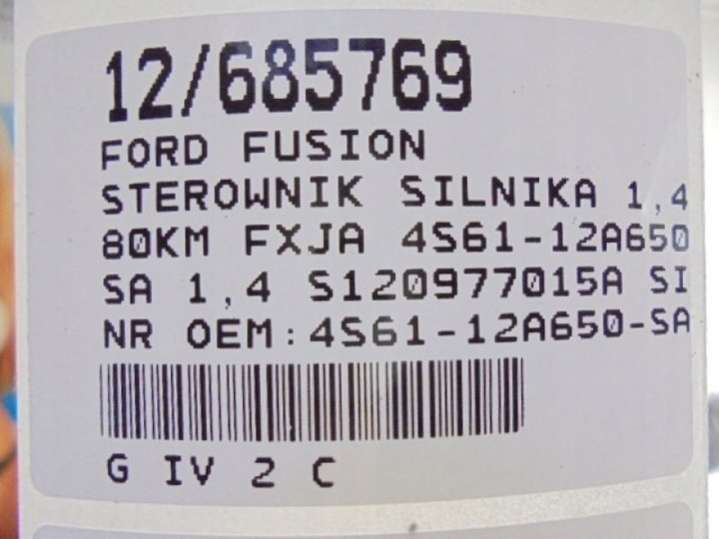 12/685769
FORD FUSION
STEROWNIK SILNIKA 1,4
80KM FXJA 4S61-12A650
SA 1,4 S120977015A SI
NR OEM:4S61-12A650-SA
G IV 2 C